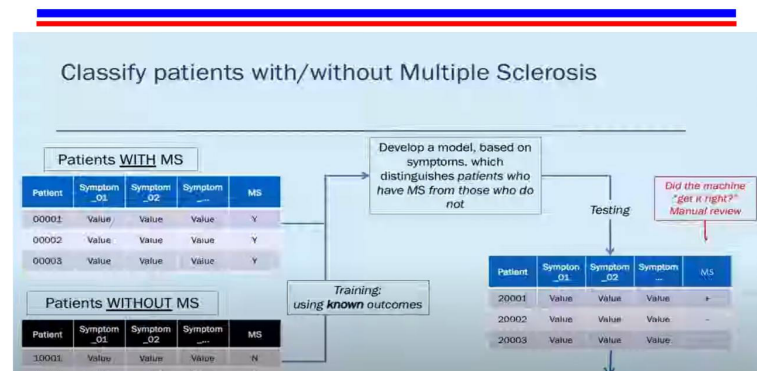 Classify patients with/without Multiple Sclerosis
Patients WITH MS
Patient Symptom _01 Symptom _02 Symptom _... MS
00001 Value Value Value Y
00002 Value Value Value Y
00003 Value Value Value Y
Patients WITHOUT MS
Patient Symptom _01 Symptom _02 Symptom _... MS
10001 Value Value Value N
Training:
using known outcomes
Develop a model, based on
symptoms, which
distinguishes patients who
have MS from those who do
not
Testing
Did the machine
"get it right?"
Manual review
Patient Sympton _01 Symptom _02 Symptom ... MS
20001 Value Value Value +
20002 Value Value Value -
20003 Value Value Value